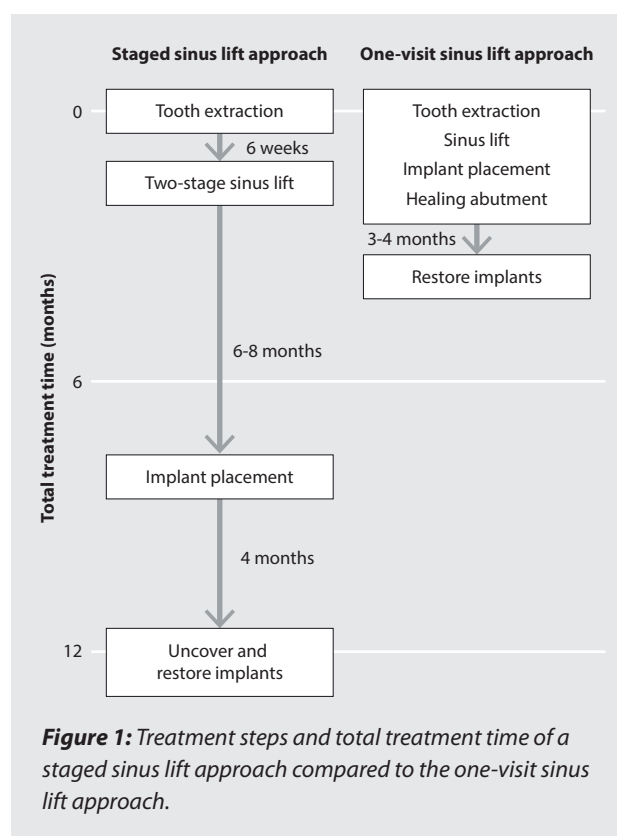 Staged sinus lift approach
One-visit sinus lift approach
0
Tooth extraction
6 weeks
Two-stage sinus lift
Tooth extraction
Sinus lift
Implant placement
Healing abutment
3-4 months
Restore implants
Total treatment time (months)
6-8 months
6
Implant placement
4 months
12
Uncover and
restore implants
Figure 1: Treatment steps and total treatment time of a
staged sinus lift approach compared to the one-visit sinus
lift approach.